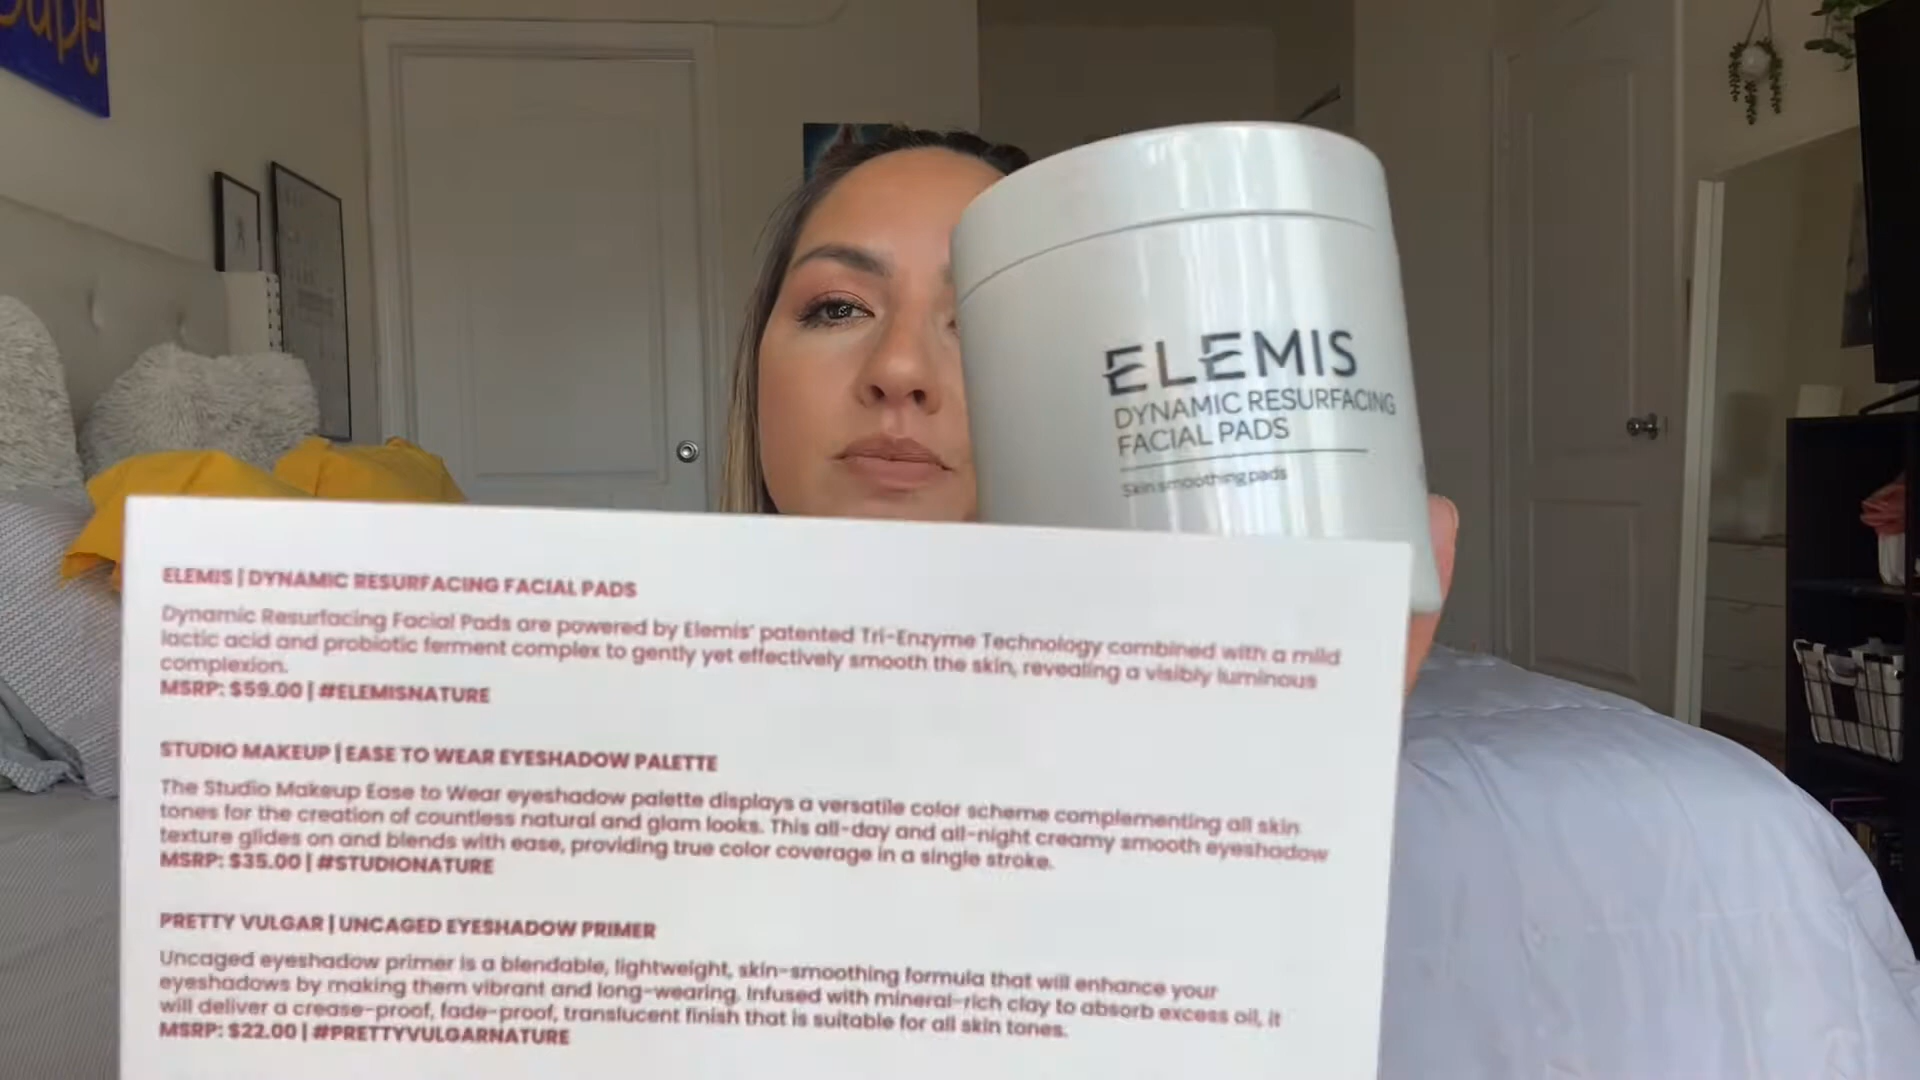 ELEMIS
DYNAMIC RESURFACING
FACIAL PADS
Skin smoothing pads
ELEMIS | DYNAMIC RESURFACING FACIAL PADS
Dynamic Resurfacing Facial Pads are powered by Elemis' patented Tri-Enzyme Technology combined with a mild
lactic acid and probiotic ferment complex to gently yet effectively smooth the skin, revealing a visibly luminous
complexion.
MSRP: $59.00 | #ELEMISNATURE
STUDIO MAKEUP | EASE TO WEAR EYESHADOW PALETTE
The Studio Makeup Ease to Wear eyeshadow palette displays a versatile color scheme complementing all skin
tones for the creation of countless natural and glam looks. This all-day and all-night creamy smooth eyeshadow
texture glides on and blends with ease, providing true color coverage in a single stroke.
MSRP: $35.00 | #STUDIONATURE
PRETTY VULGAR | UNCAGED EYESHADOW PRIMER
Uncaged eyeshadow primer is a blendable, lightweight, skin-smoothing formula that will enhance your
eyeshadows by making them vibrant and long-wearing. Infused with mineral-rich clay to absorb excess oil, it
will deliver a crease-proof, fade-proof, translucent finish that is suitable for all skin tones.
MSRP: $22.00 | #PRETTYVULGARNATURE